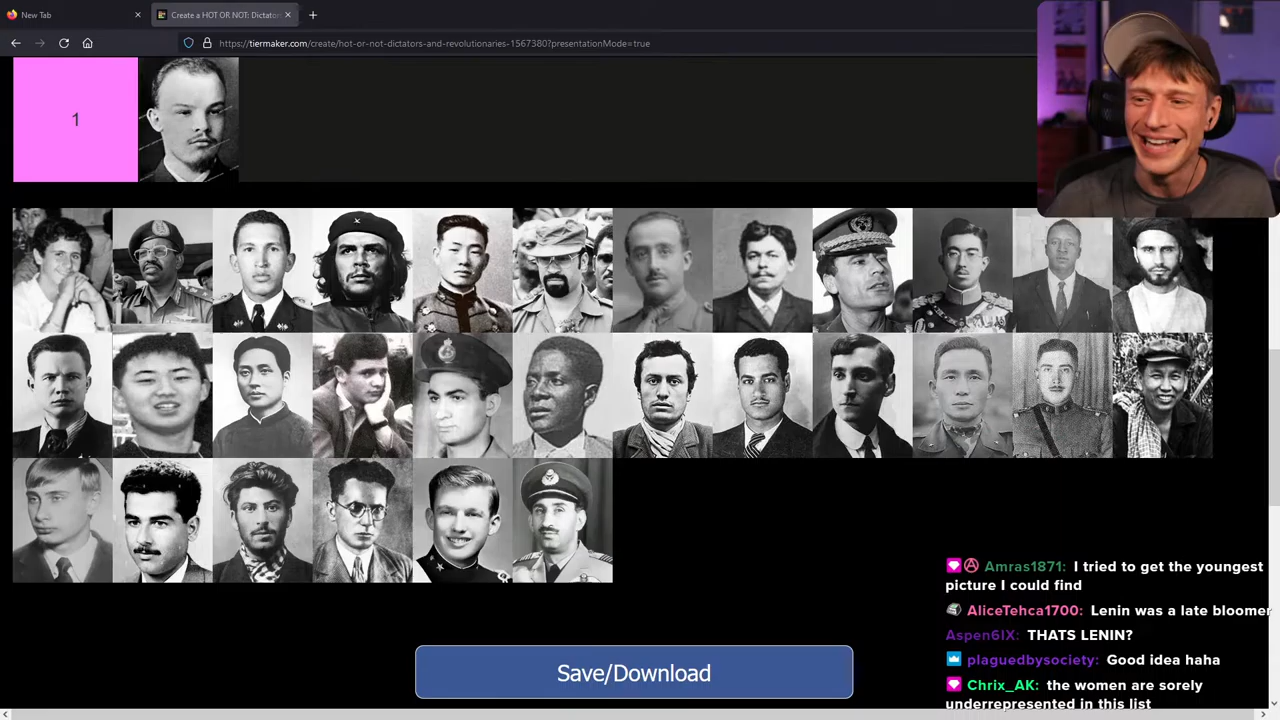 New Tab
Create a HOT OR NOT: Dictator
https://tiermaker.com/create/hot-or-not-dictators-and-revolutionaries-1567380?presentationMode=true
1
Save/Download
Amras1871: I tried to get the youngest
picture I could find
AliceTehca1700: Lenin was a late bloomer
Aspen6IX: THATS LENIN?
plaguedbysociety: Good idea haha
Chrix_AK: the women are sorely
underrepresented in this list